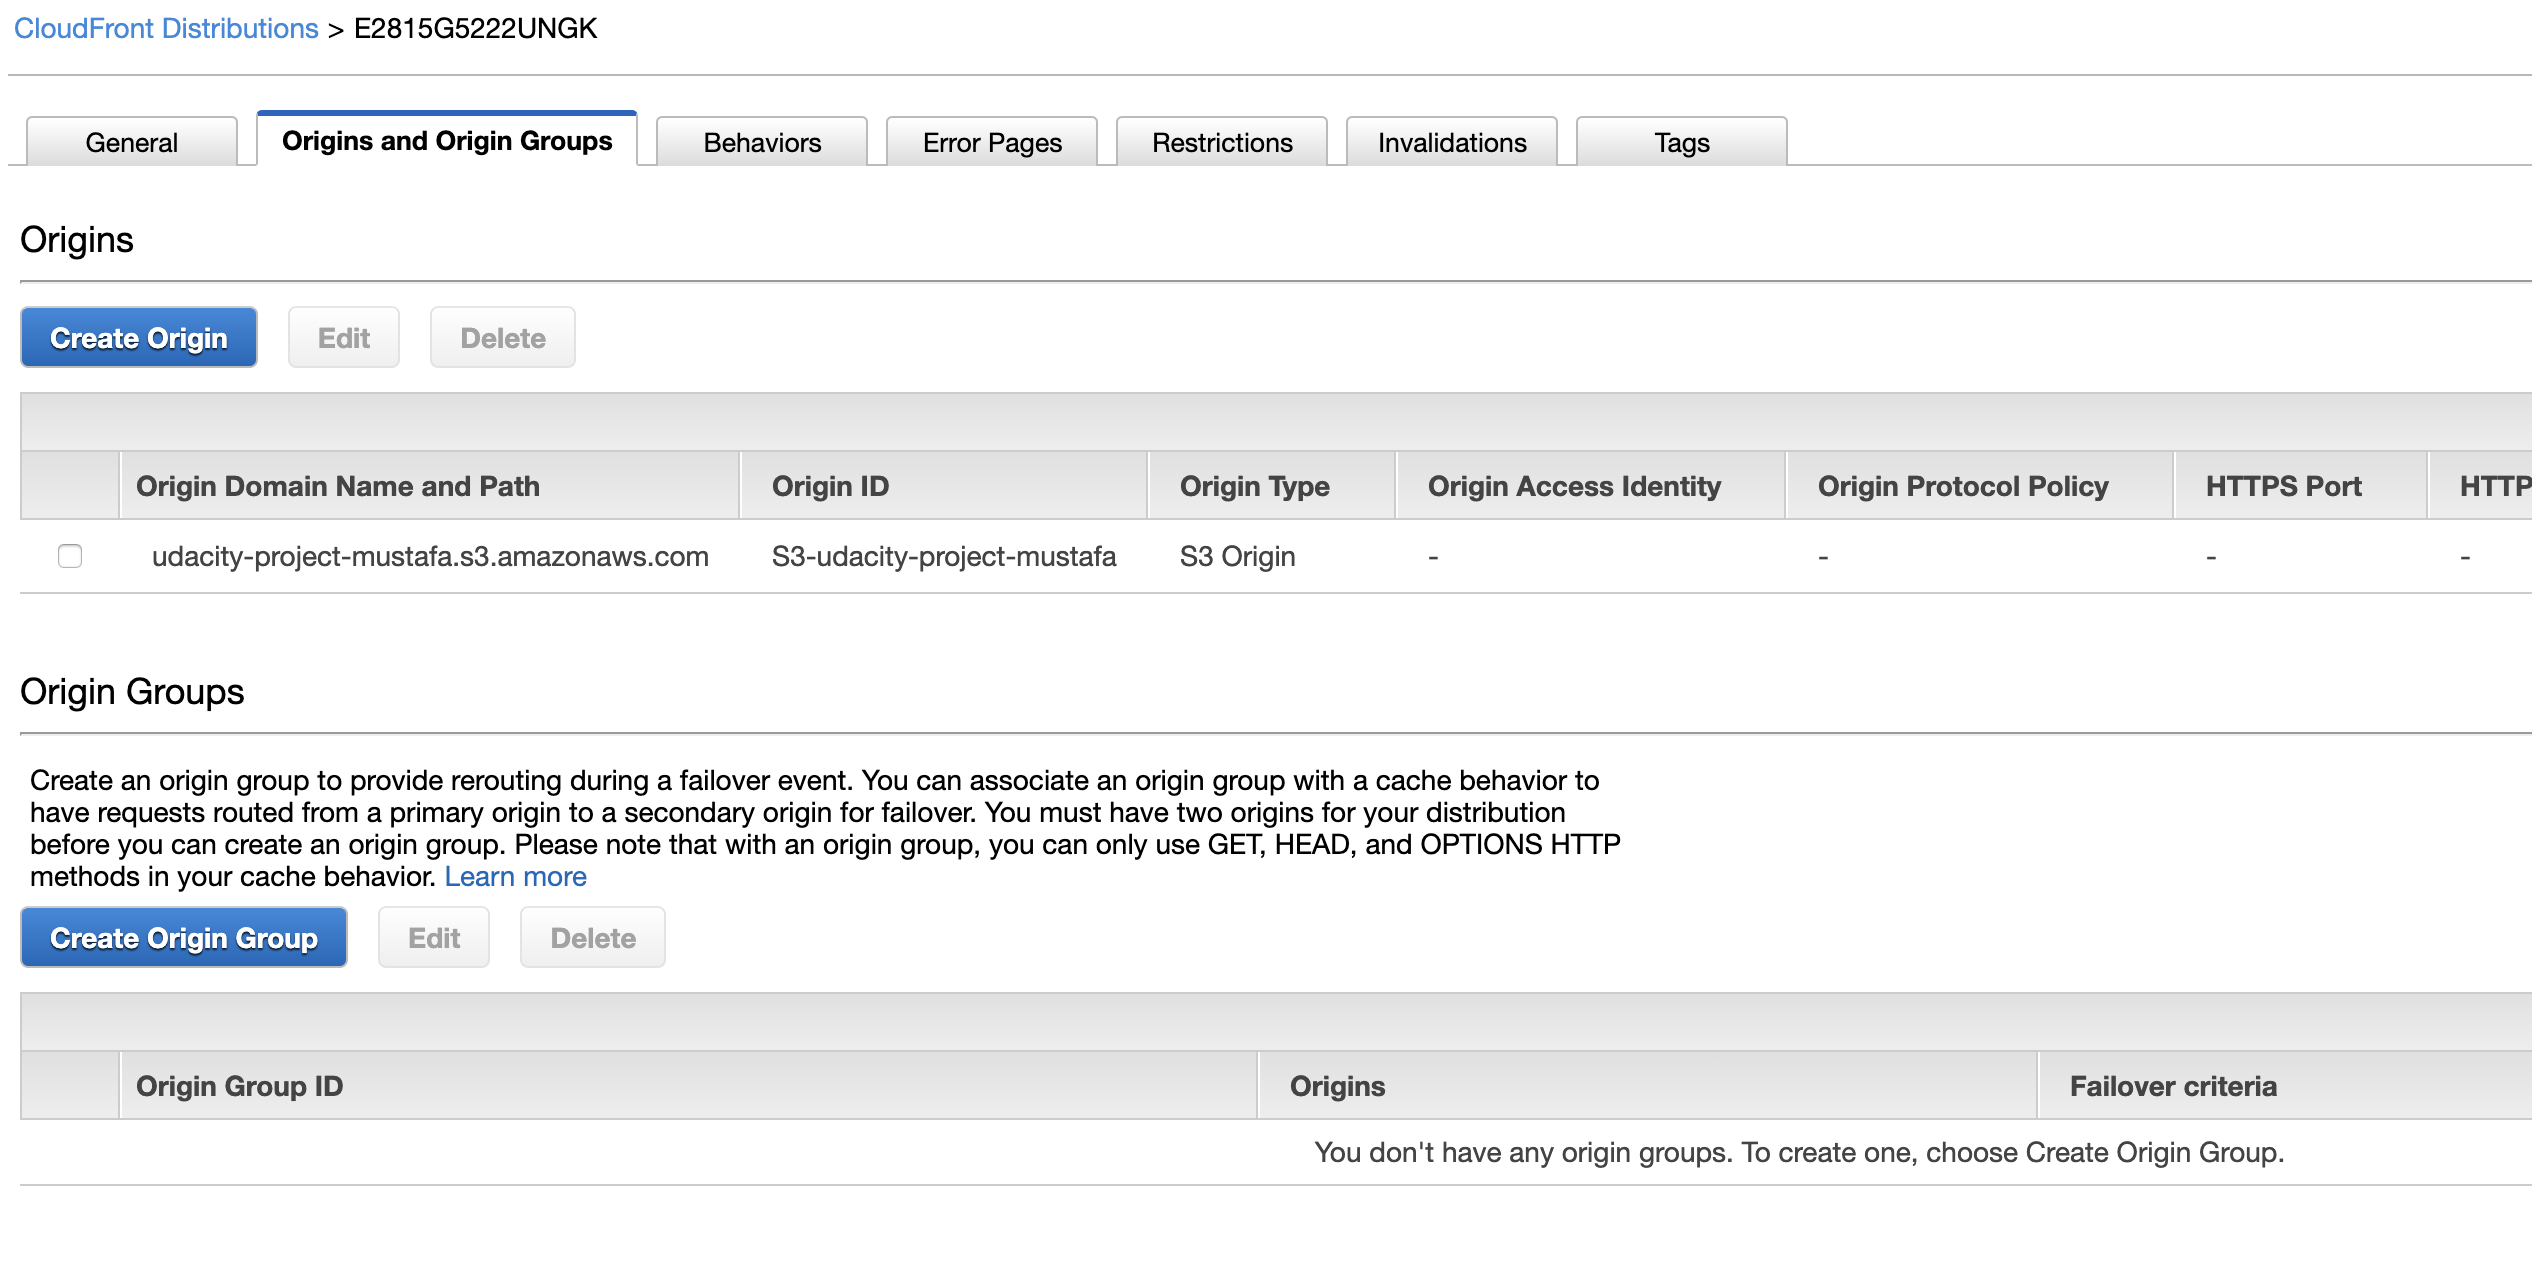 CloudFront Distributions > E2815G5222UNGK
General Origins and Origin Groups Behaviors Error Pages Restrictions Invalidations Tags
Origins
Create Origin Edit Delete
Origin Domain Name and Path Origin ID Origin Type Origin Access Identity Origin Protocol Policy HTTPS Port HTTP
udacity-project-mustafa.s3.amazonaws.com S3-udacity-project-mustafa S3 Origin - - - -
Origin Groups
Create an origin group to provide rerouting during a failover event. You can associate an origin group with a cache behavior to
have requests routed from a primary origin to a secondary origin for failover. You must have two origins for your distribution
before you can create an origin group. Please note that with an origin group, you can only use GET, HEAD, and OPTIONS HTTP
methods in your cache behavior. Learn more
Create Origin Group Edit Delete
Origin Group ID Origins Failover criteria
You don't have any origin groups. To create one, choose Create Origin Group.